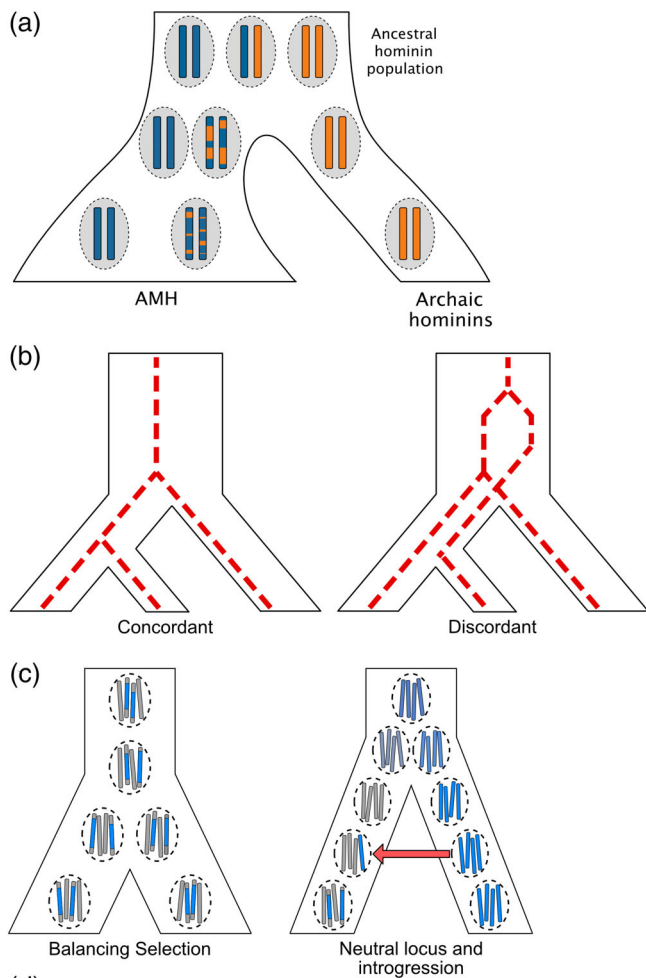 (a)
Ancestral
hominin
population
AMH
Archaic
hominins
(b)
Concordant
Discordant
(c)
Balancing Selection
Neutral locus and
introgression